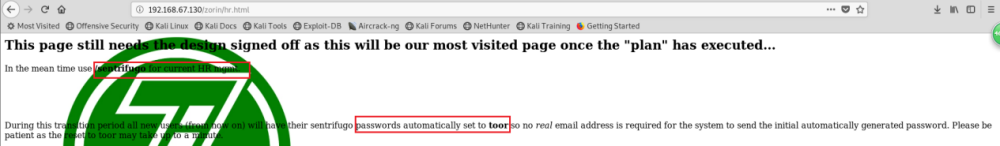 192.168.67.130/zorin/hr.html
Most Visited Offensive Security Kali Linux Kali Docs Kali Tools Exploit-DB Aircrack-ng Kali Forums NetHunter Kali Training Getting Started
This page still needs the design signed off as this will be our most visited page once the "plan" has executed...
In the mean time use /sentrifugo for current HR mgmt.
During this transition period all new users (from now on) will have their sentrifugo passwords automatically set to toor so no real email address is required for the system to send the initial automatically generated password. Please be
patient as the reset to toor may take up to a minute.